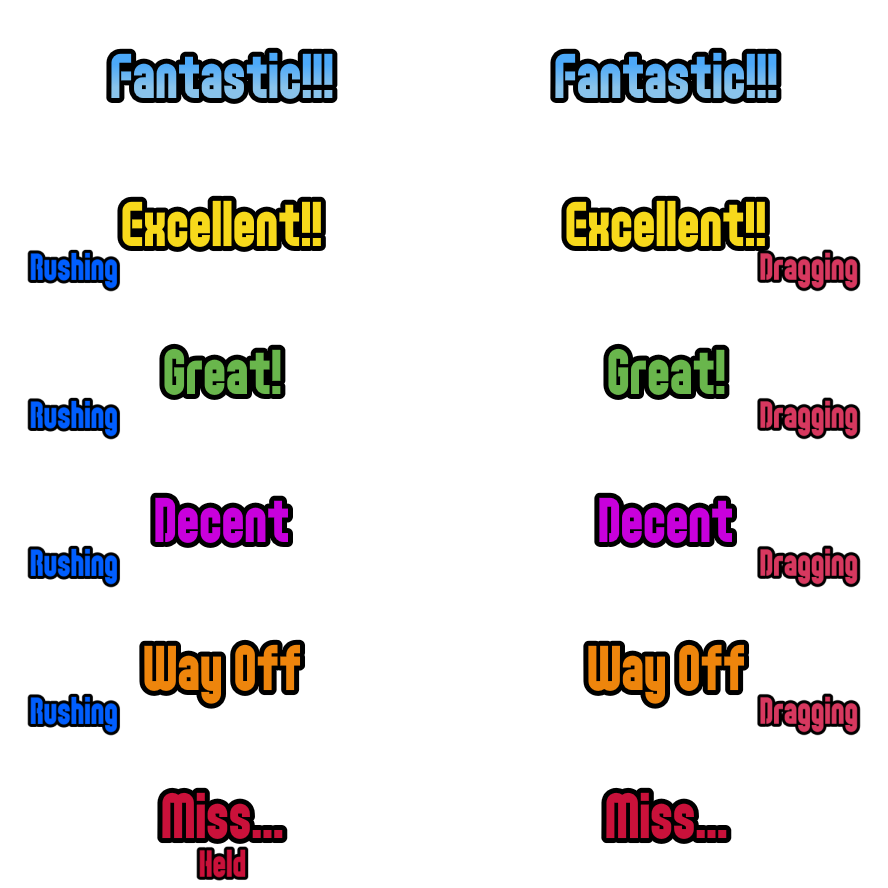 Fantastic!!! Fantastic!!!
Excellent!! Excellent!!
Rushing Dragging
Great! Great!
Rushing Dragging
Decent Decent
Rushing Dragging
Way Off Way Off
Rushing Dragging
Miss... Miss...
Held